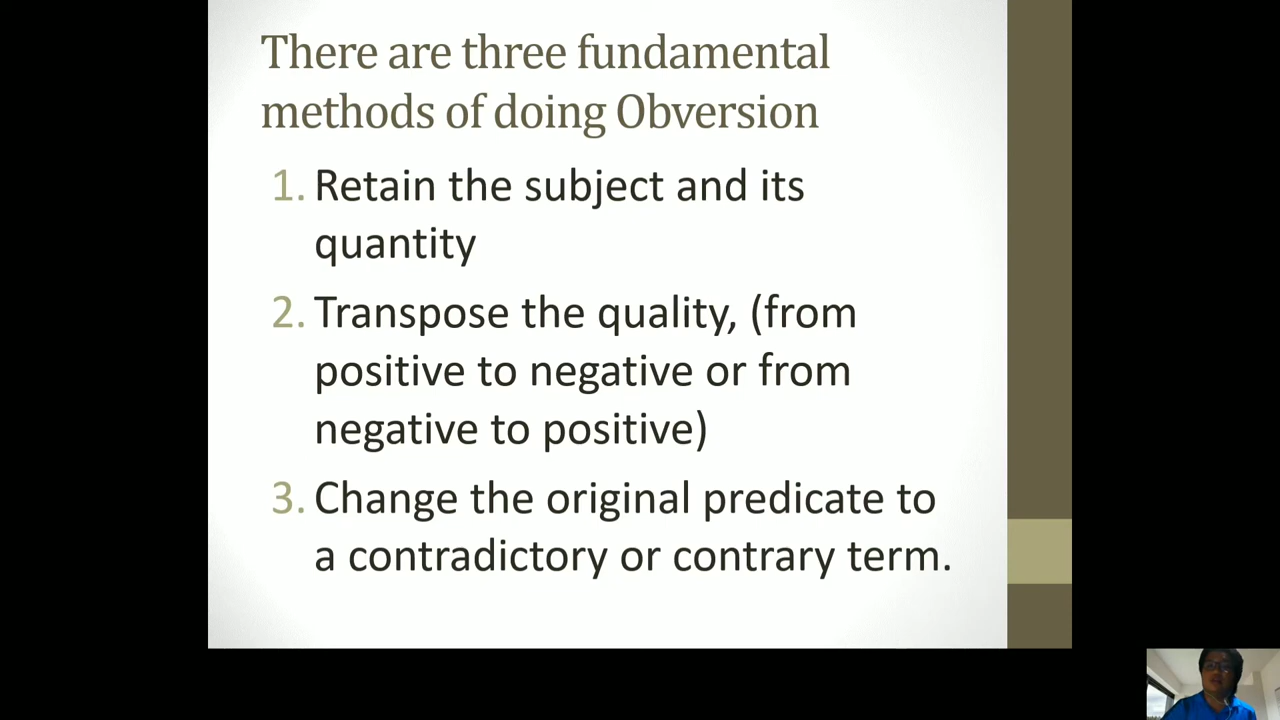 There are three fundamental
methods of doing Obversion
1. Retain the subject and its
quantity
2. Transpose the quality, (from
positive to negative or from
negative to positive)
3. Change the original predicate to
a contradictory or contrary term.